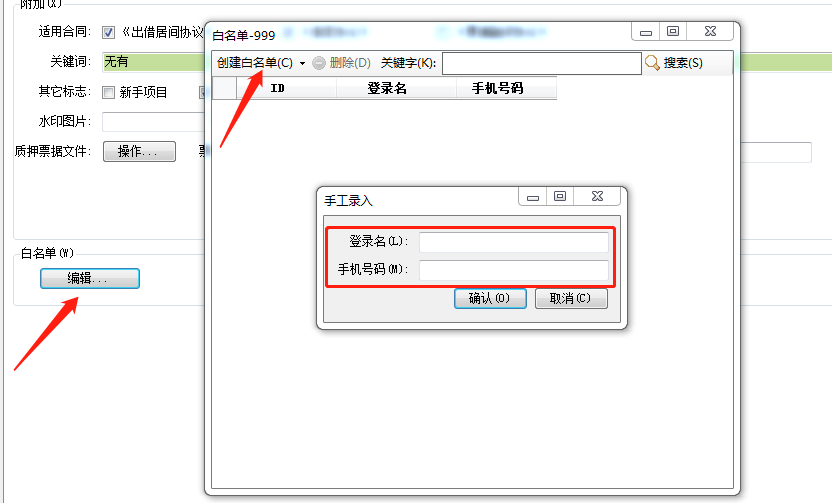 附加(X)
适用合同: 《出借居间协议
关键词: 无有
其它标志: 新手项目
水印图片:
质押票据文件: 操作... 票
白名单(W)
编辑...
白名单-999
创建白名单(C) 删除(D) 关键字(K): 搜索(S)
ID 登录名 手机号码
手工录入
登录名(L):
手机号码(M):
确认(O) 取消(C)